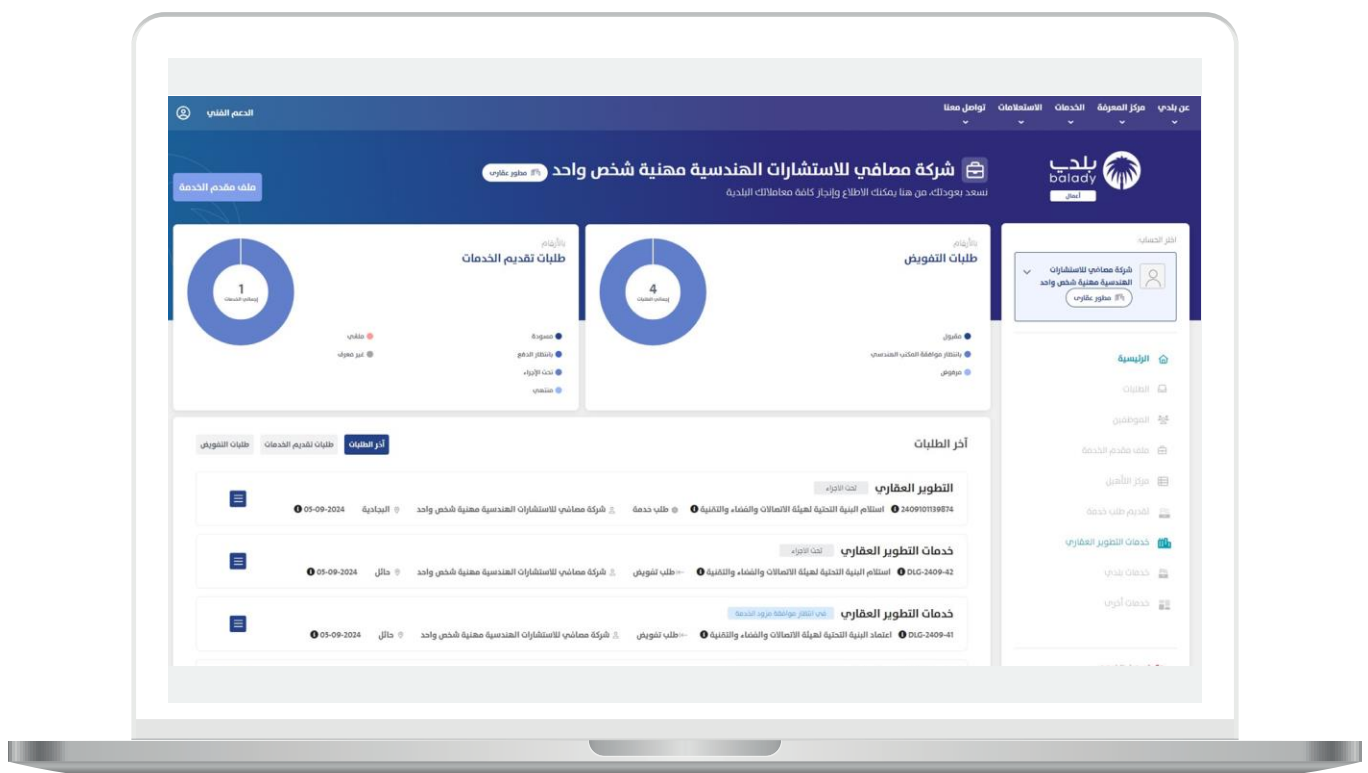 عن بلدي مركز المعرفة الخدمات الاستعلامات تواصل معنا
الدعم الفني
بلدي
balady
أعمال
شركة مصافي للاستشارات الهندسية مهنية شخص واحد مطور عقاري
نسعد بعودتك، من هنا يمكنك الاطلاع وإنجاز كافة معاملاتك البلدية
ملف مقدم الخدمة
اختر الحساب:
شركة مصافي للاستشارات
الهندسية مهنية شخص واحد
مطور عقاري
الرئيسية
الطلبات
الموظفين
ملف مقدم الخدمة
مركز التأهيل
تقديم طلب خدمة
خدمات التطوير العقاري
خدمات بلدي
خدمات أخرى
بالأرقام
طلبات التفويض
4
إجمالي الطلبات
مقبول
بانتظار موافقة المكتب الهندسي
مرفوض
بالأرقام
طلبات تقديم الخدمات
1
إجمالي الخدمات
مسودة
بانتظار الدفع
تحت الإجراء
منتهي
ملغي
غير معرف
آخر الطلبات
آخر الطلبات طلبات تقديم الخدمات طلبات التفويض
التطوير العقاري تحت الاجراء
2409101139874 استلام البنية التحتية لهيئة الاتصالات والفضاء والتقنية طلب خدمة شركة مصافي للاستشارات الهندسية مهنية شخص واحد البجادية 05-09-2024
خدمات التطوير العقاري تحت الاجراء
DLG-2409-42 استلام البنية التحتية لهيئة الاتصالات والفضاء والتقنية طلب تفويض شركة مصافي للاستشارات الهندسية مهنية شخص واحد حائل 05-09-2024
خدمات التطوير العقاري في انتظار موافقة مزود الخدمة
DLG-2409-41 اعتماد البنية التحتية لهيئة الاتصالات والفضاء والتقنية طلب تفويض شركة مصافي للاستشارات الهندسية مهنية شخص واحد حائل 05-09-2024